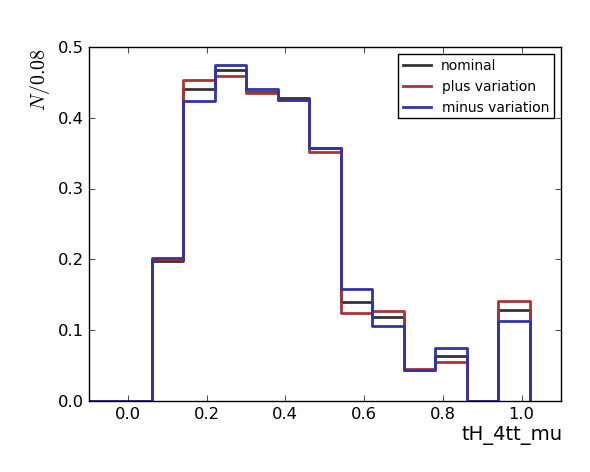 N/0.08
nominal
plus variation
minus variation
0.5
0.4
0.3
0.2
0.1
0.0
0.0 0.2 0.4 0.6 0.8 1.0
tH_4tt_mu